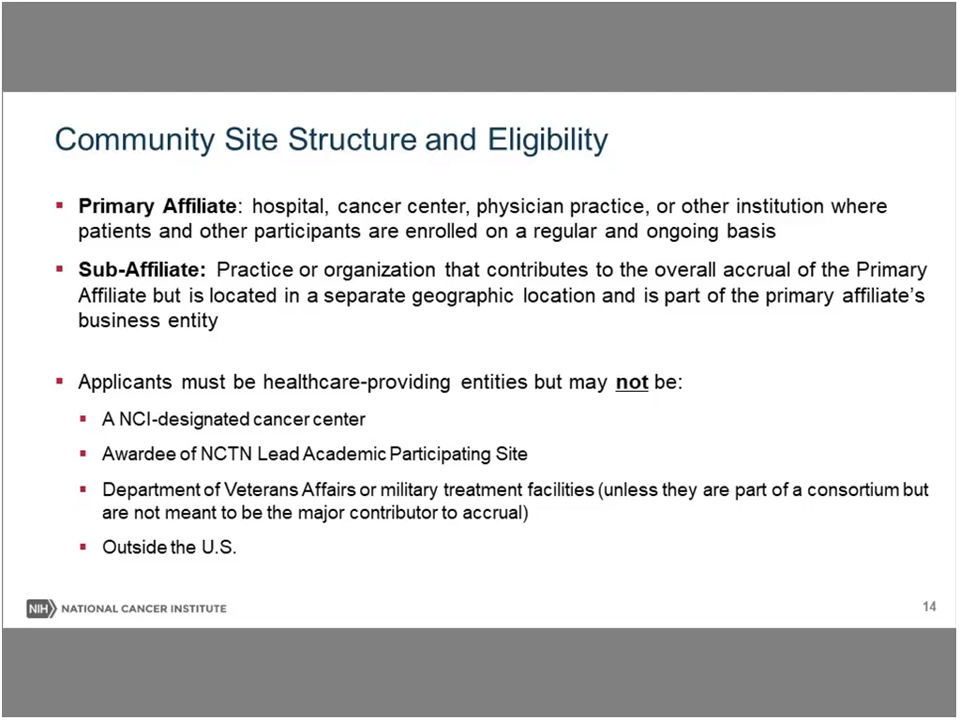 Community Site Structure and Eligibility
▪ Primary Affiliate: hospital, cancer center, physician practice, or other institution where
patients and other participants are enrolled on a regular and ongoing basis
▪ Sub-Affiliate: Practice or organization that contributes to the overall accrual of the Primary
Affiliate but is located in a separate geographic location and is part of the primary affiliate’s
business entity
▪ Applicants must be healthcare-providing entities but may not be:
▪ A NCI-designated cancer center
▪ Awardee of NCTN Lead Academic Participating Site
▪ Department of Veterans Affairs or military treatment facilities (unless they are part of a consortium but
are not meant to be the major contributor to accrual)
▪ Outside the U.S.
NIH NATIONAL CANCER INSTITUTE
14